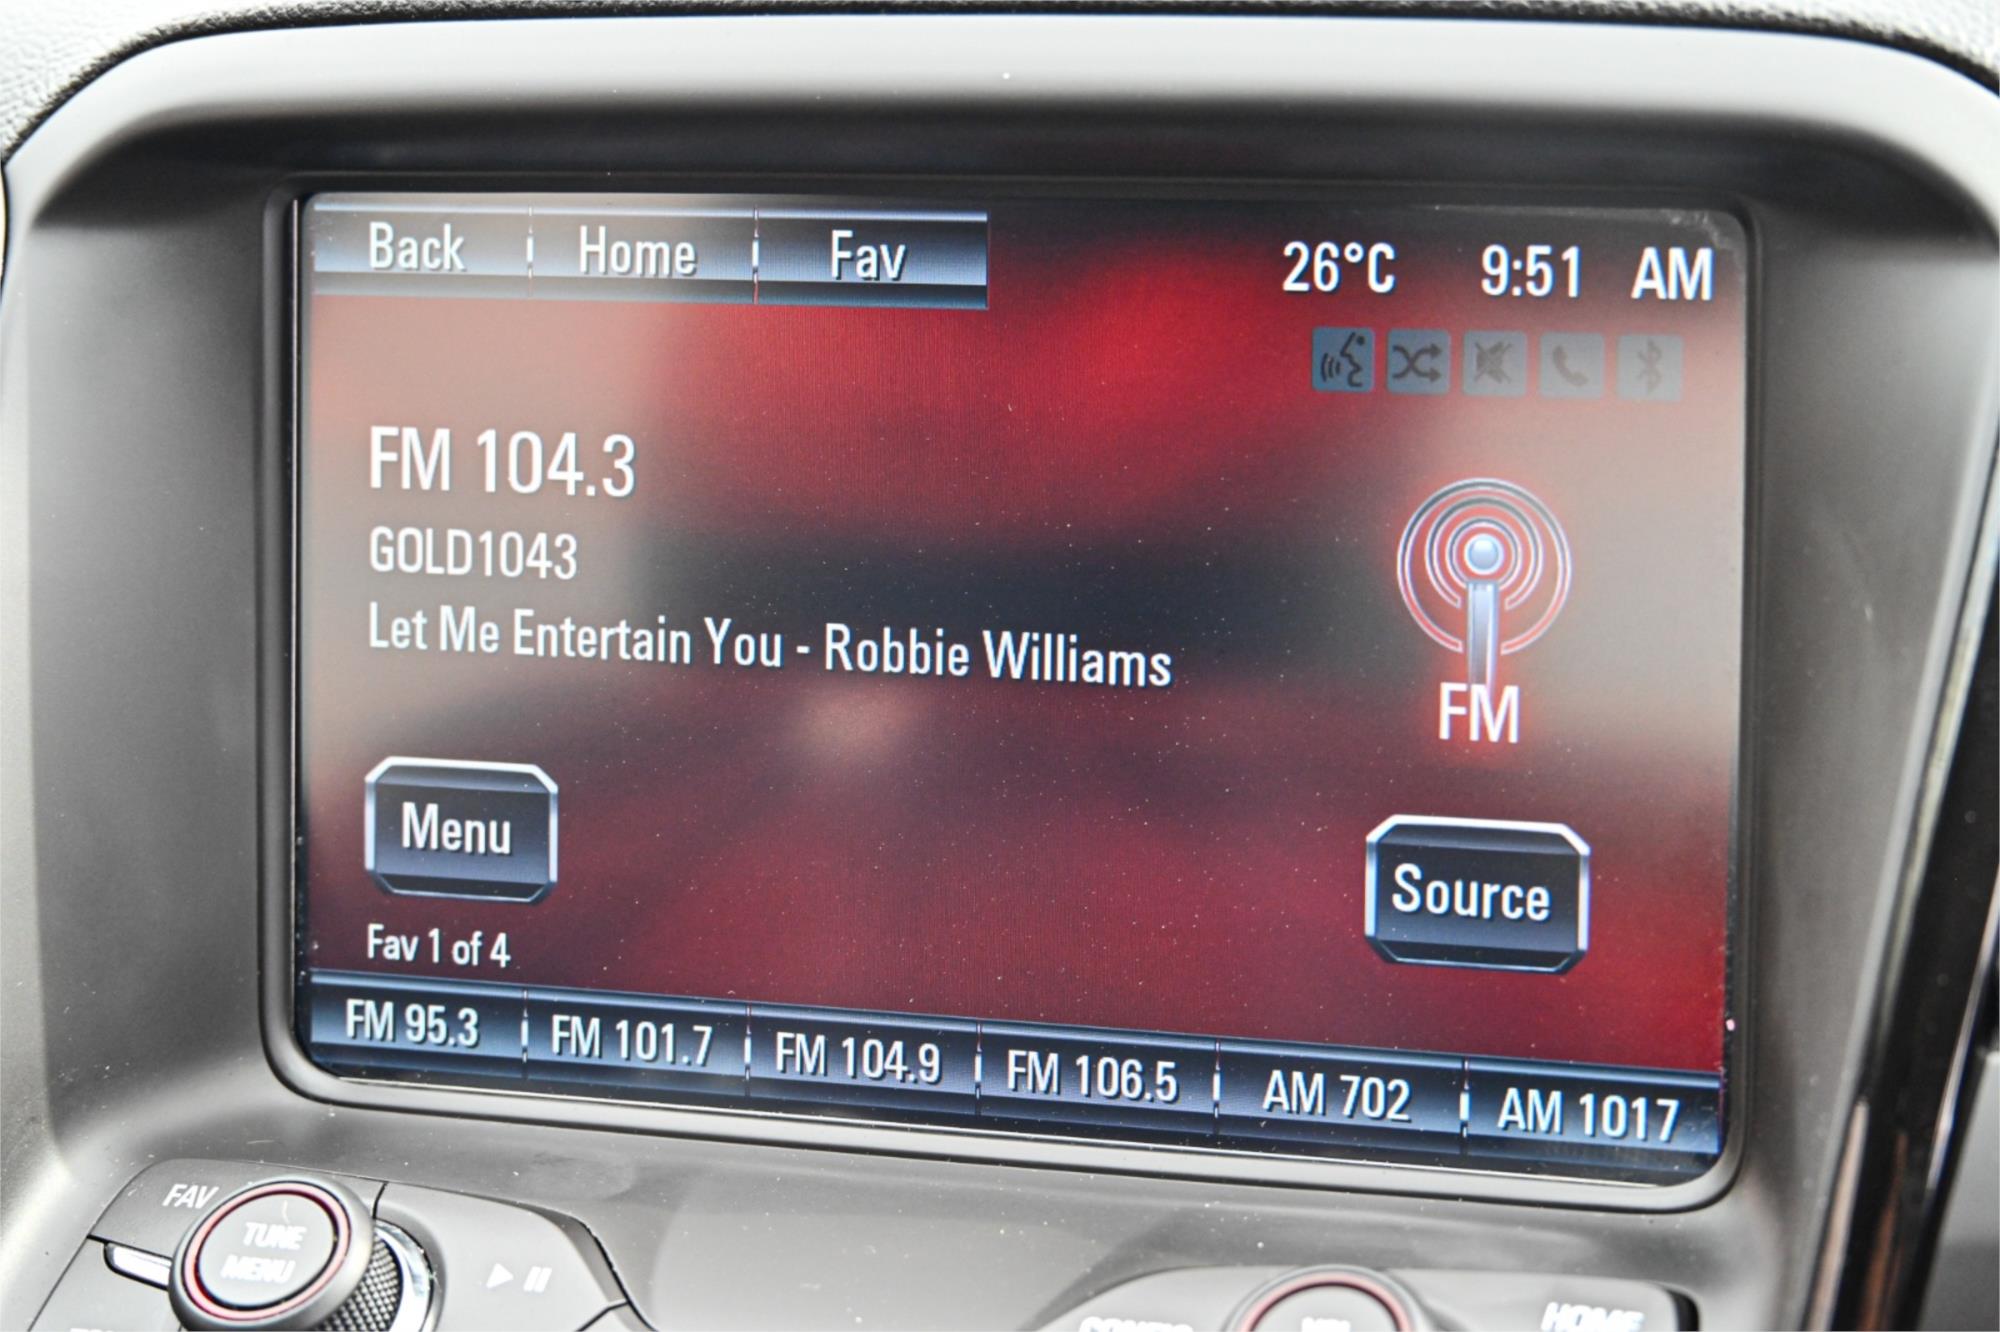 Back Home Fav 26°C 9:51 AM
FM 104.3
GOLD1043
Let Me Entertain You - Robbie Williams
FM
Menu
Source
Fav 1 of 4
FM 95.3 FM 101.7 FM 104.9 FM 106.5 AM 702 AM 1017
FAV
TUNE
MENU
HOME